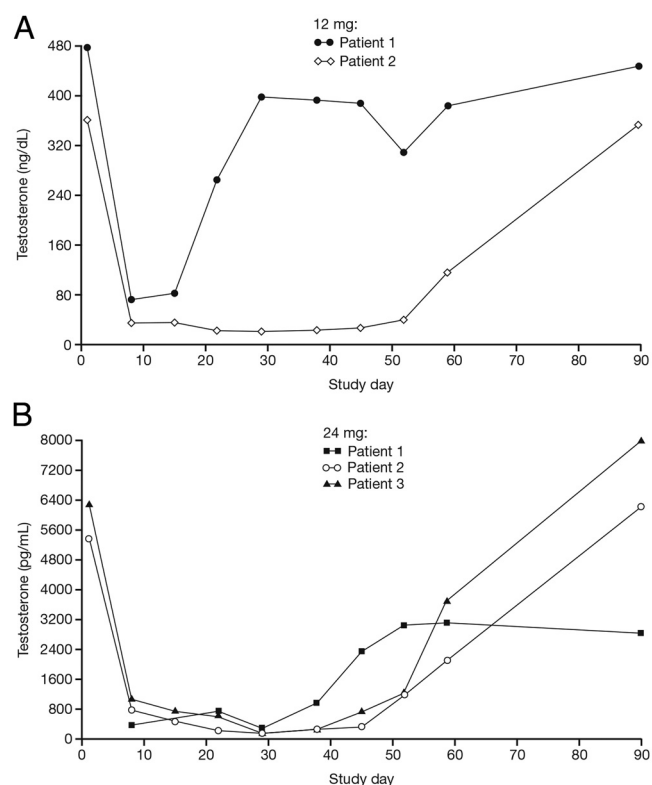 A
12 mg:
Patient 1
Patient 2
480
400
320
240
160
80
0
Testosterone (ng/dL)
0 10 20 30 40 50 60 70 80 90
Study day
B
24 mg:
Patient 1
Patient 2
Patient 3
8000
7200
6400
5600
4800
4000
3200
2400
1600
800
0
Testosterone (pg/mL)
0 10 20 30 40 50 60 70 80 90
Study day